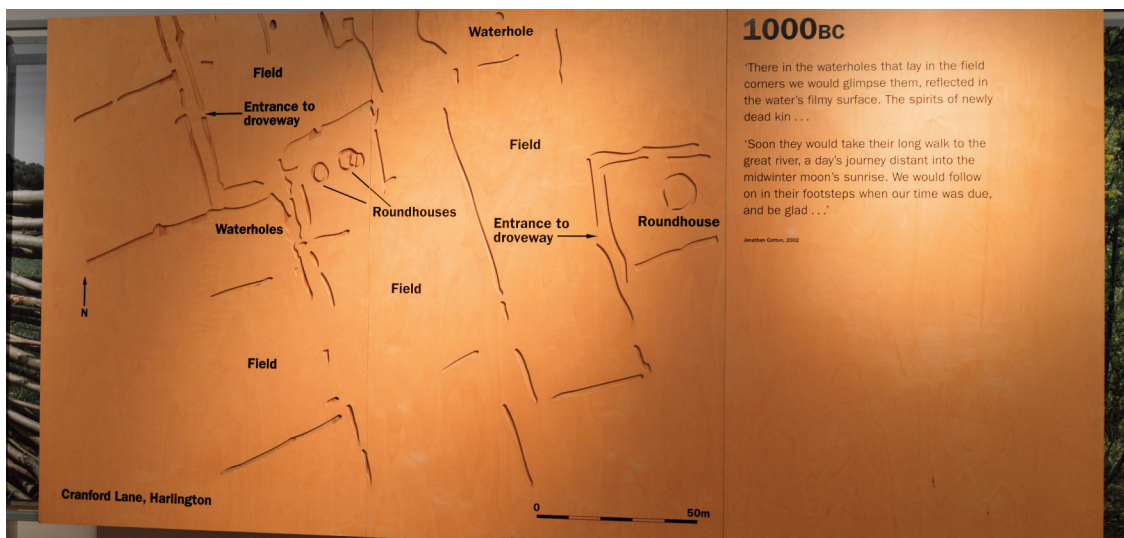 Waterhole
Field
Entrance to
droveway
Field
Roundhouses
Waterholes
Entrance to
droveway
Roundhouse
Field
N
Field
Cranford Lane, Harlington
0
50m
1000BC
'There in the waterholes that lay in the field
corners we would glimpse them, reflected in
the water's filmy surface. The spirits of newly
dead kin . . .
'Soon they would take their long walk to the
great river, a day's journey distant into the
midwinter moon's sunrise. We would follow
on in their footsteps when our time was due,
and be glad . . .'
Jonathan Cotton, 2002